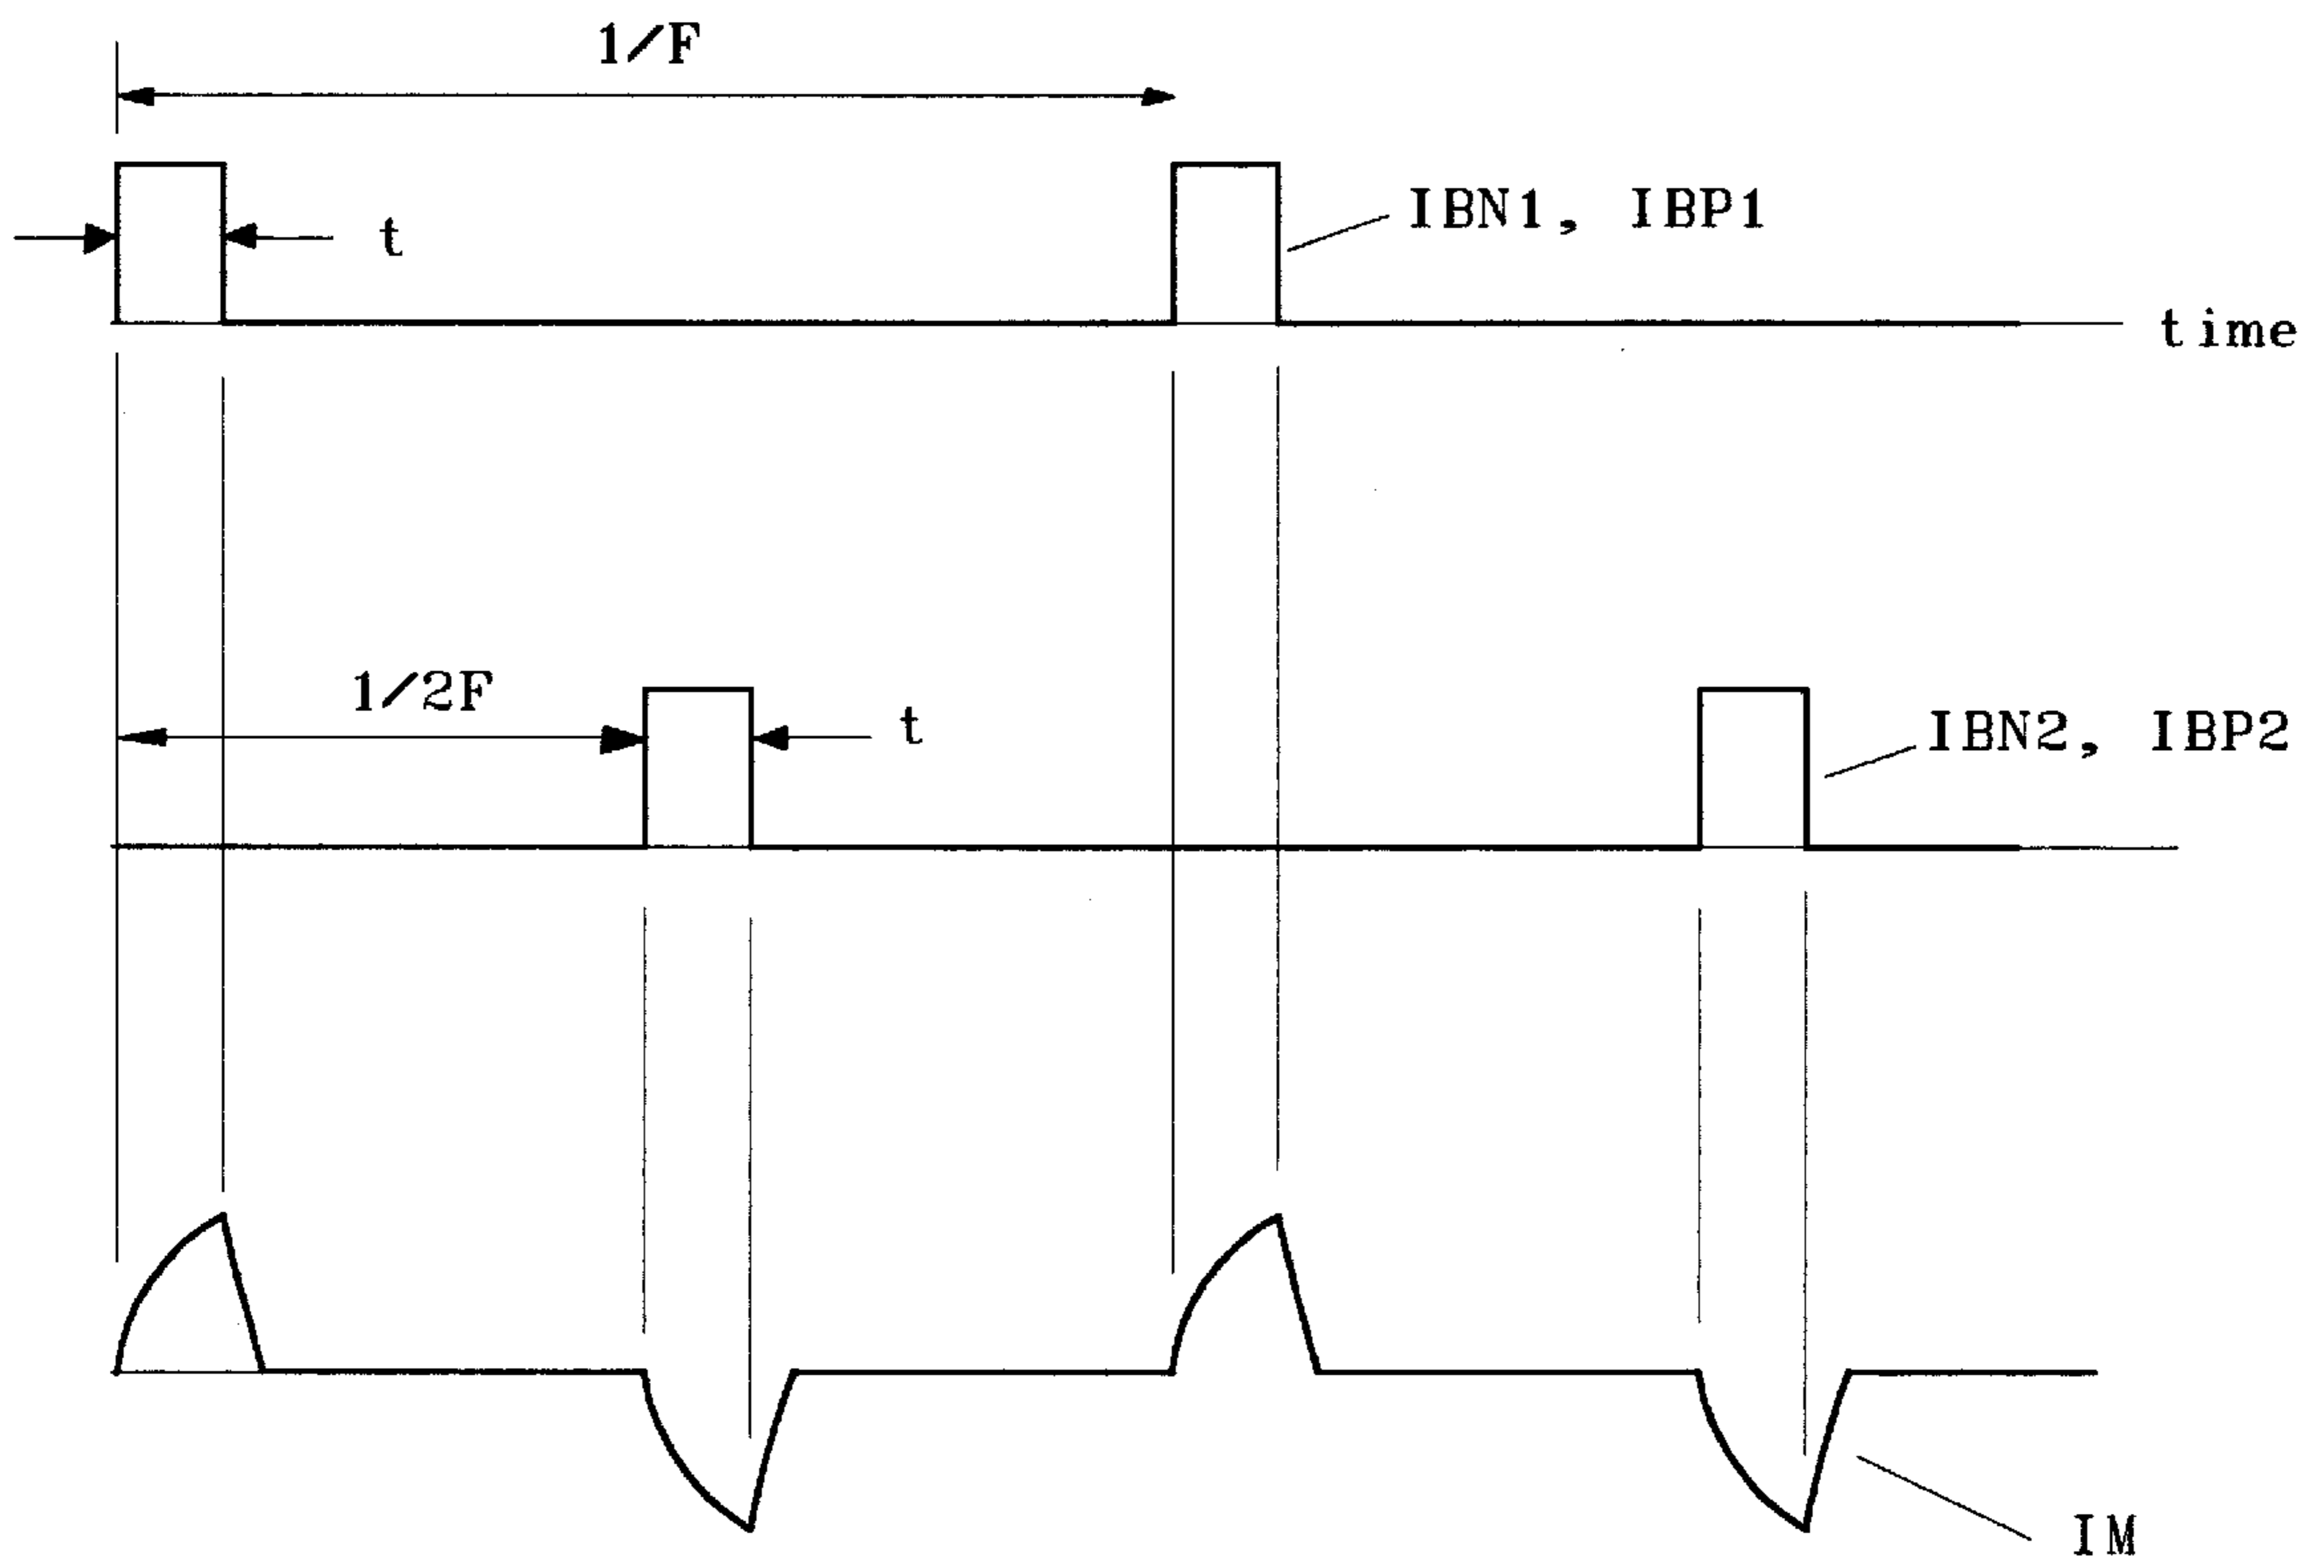 1/F
IBN1, IBP1
t
time
1/2F
t
IBN2, IBP2
IM